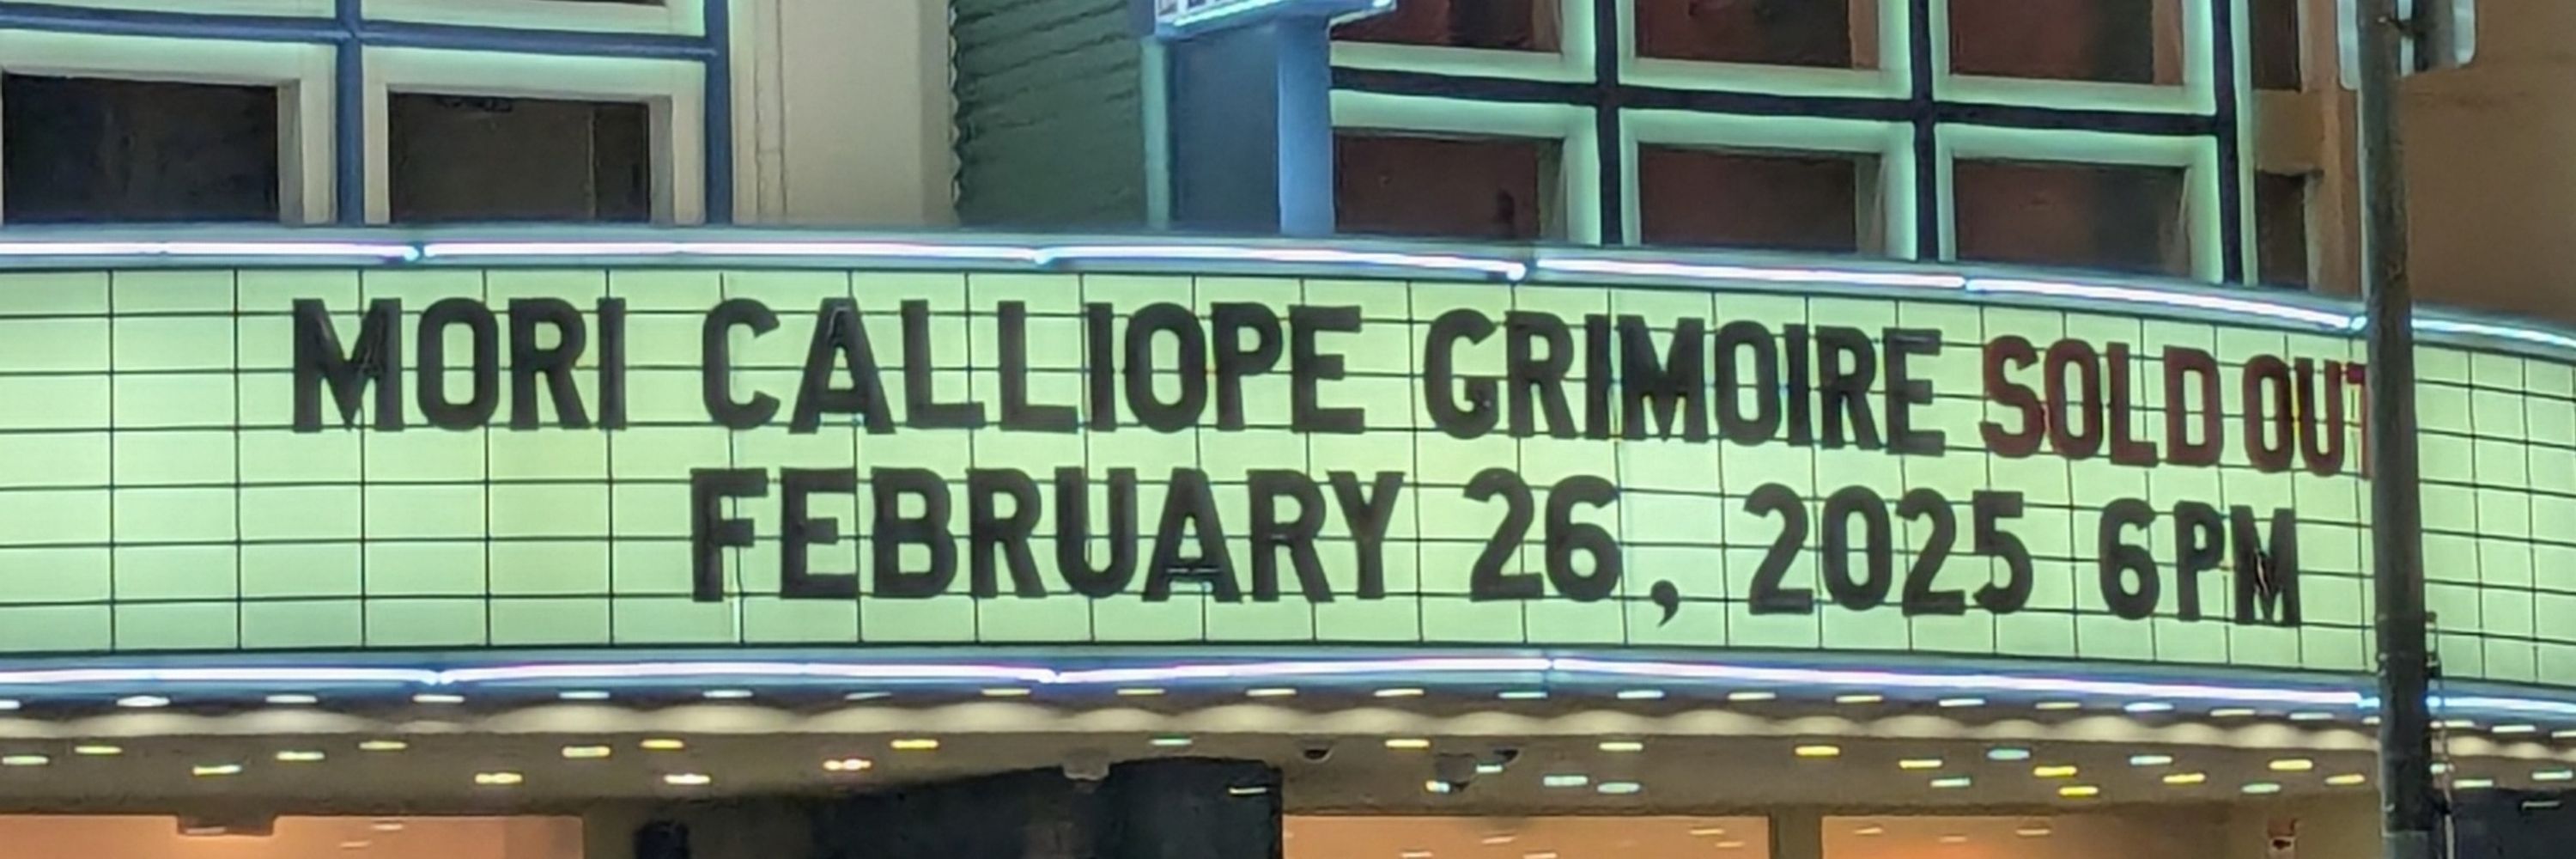 MORI CALLIOPE GRIMOIRE SOLD OUT
FEBRUARY 26, 2025 6PM